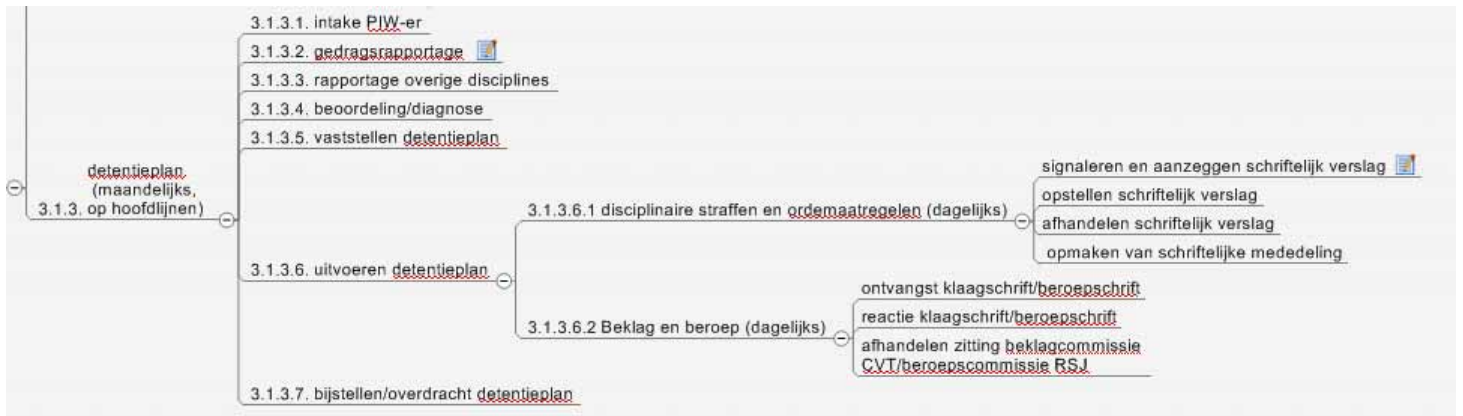 3.1.3.1. intake PIW-er
3.1.3.2. gedragsrapportage
3.1.3.3. rapportage overige disciplines
3.1.3.4. beoordeling/diagnose
3.1.3.5. vaststellen detentieplan
detentieplan
(maandelijks,
3.1.3. op hoofdlijnen)
signaleren en aanzeggen schriftelijk verslag
opstellen schriftelijk verslag
3.1.3.6.1 disciplinaire straffen en ordemaatregelen (dagelijks)
afhandelen schriftelijk verslag
opmaken van schriftelijke mededeling
3.1.3.6. uitvoeren detentieplan
ontvangst klaagschrift/beroepschrift
reactie klaagschrift/beroepschrift
3.1.3.6.2 Beklag en beroep (dagelijks)
afhandelen zitting beklagcommissie
CVT/beroepscommissie RSJ
3.1.3.7. bijstellen/overdracht detentieplan